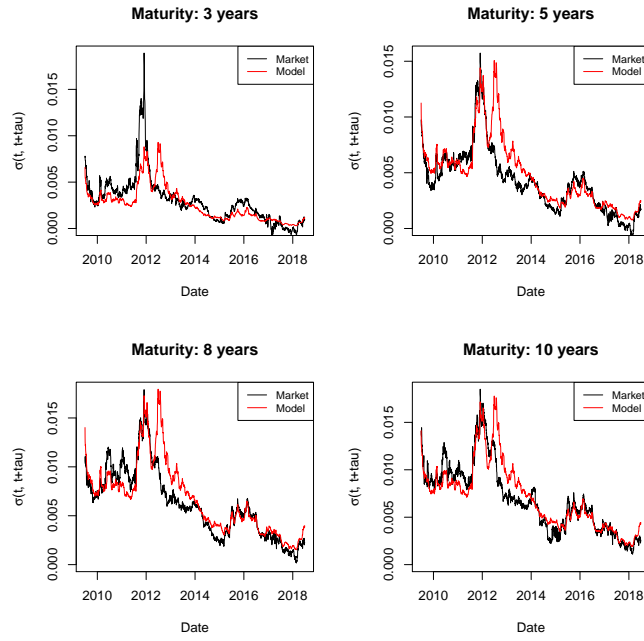 Maturity: 3 years
σ(t, t+tau)
0.000 0.005 0.010 0.015
Market
Model
2010 2012 2014 2016 2018
Date
Maturity: 5 years
σ(t, t+tau)
0.000 0.005 0.010 0.015
Market
Model
2010 2012 2014 2016 2018
Date
Maturity: 8 years
σ(t, t+tau)
0.000 0.005 0.010 0.015
Market
Model
2010 2012 2014 2016 2018
Date
Maturity: 10 years
σ(t, t+tau)
0.000 0.005 0.010 0.015
Market
Model
2010 2012 2014 2016 2018
Date